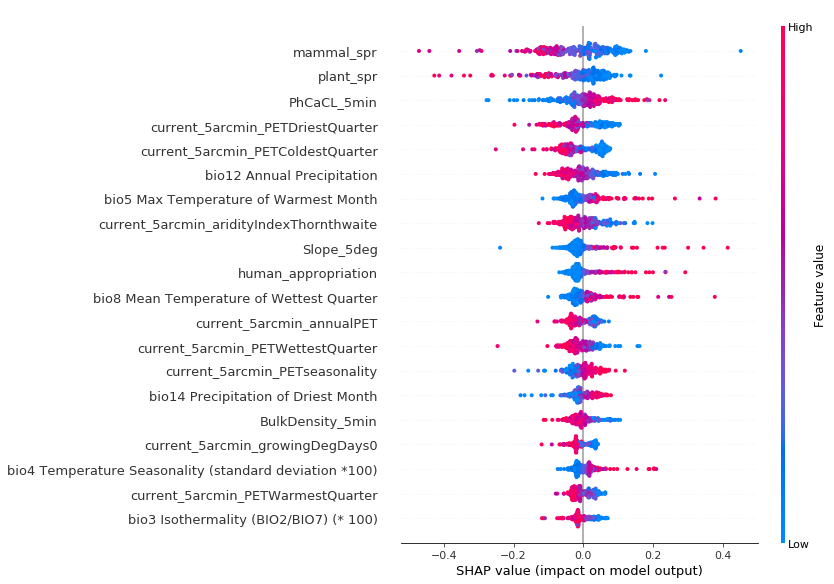 High
mammal_spr
plant_spr
PhCaCL_5min
current_5arcmin_PETDriestQuarter
current_5arcmin_PETColdestQuarter
bio12 Annual Precipitation
bio5 Max Temperature of Warmest Month
current_5arcmin_aridityIndexThornthwaite
Slope_5deg
human_appropriation
bio8 Mean Temperature of Wettest Quarter
current_5arcmin_annualPET
current_5arcmin_PETWettestQuarter
current_5arcmin_PETseasonality
bio14 Precipitation of Driest Month
BulkDensity_5min
current_5arcmin_growingDegDays0
bio4 Temperature Seasonality (standard deviation *100)
current_5arcmin_PETWarmestQuarter
bio3 Isothermality (BIO2/BIO7) (* 100)
Feature value
Low
−0.4 −0.2 0.0 0.2 0.4
SHAP value (impact on model output)